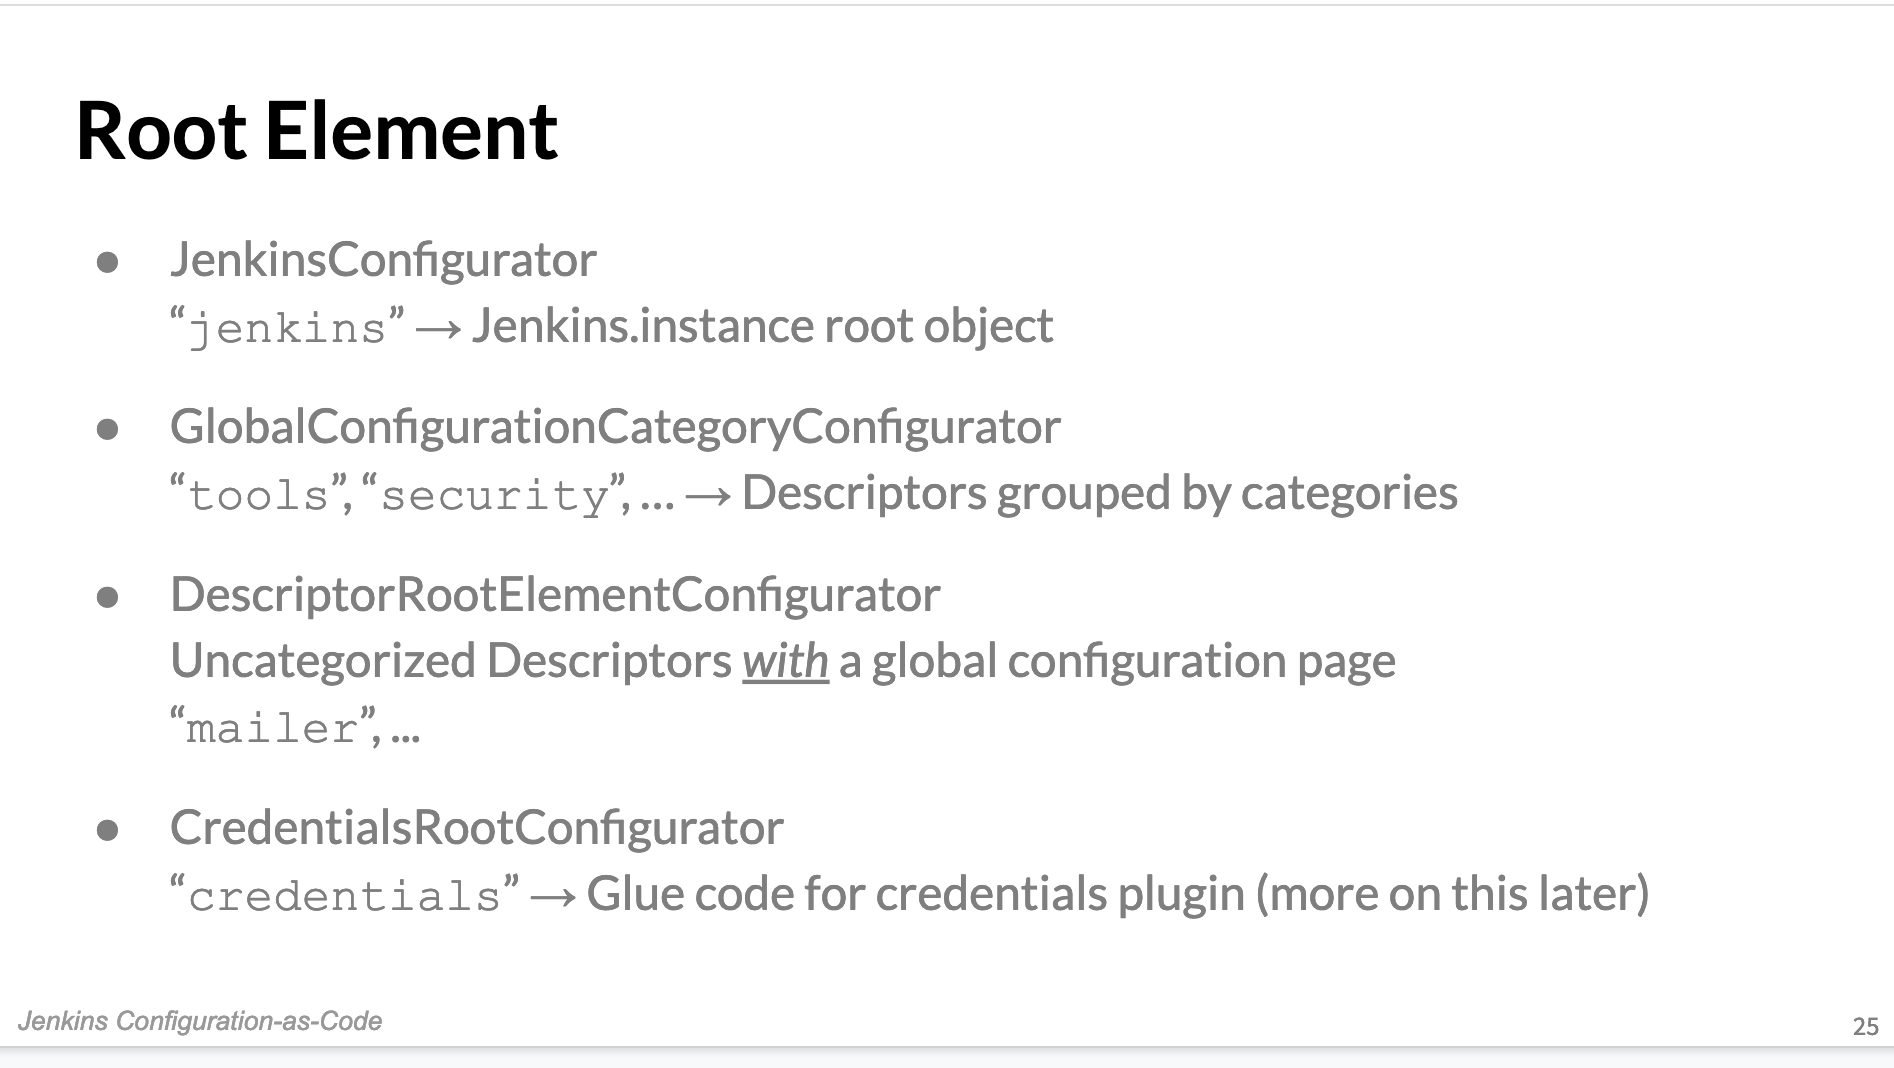 Root Element
● JenkinsConfigurator
“jenkins” → Jenkins.instance root object
● GlobalConfigurationCategoryConfigurator
“tools”, “security”, ... → Descriptors grouped by categories
● DescriptorRootElementConfigurator
Uncategorized Descriptors with a global configuration page
“mailer”, ...
● CredentialsRootConfigurator
“credentials” → Glue code for credentials plugin (more on this later)
Jenkins Configuration-as-Code
25